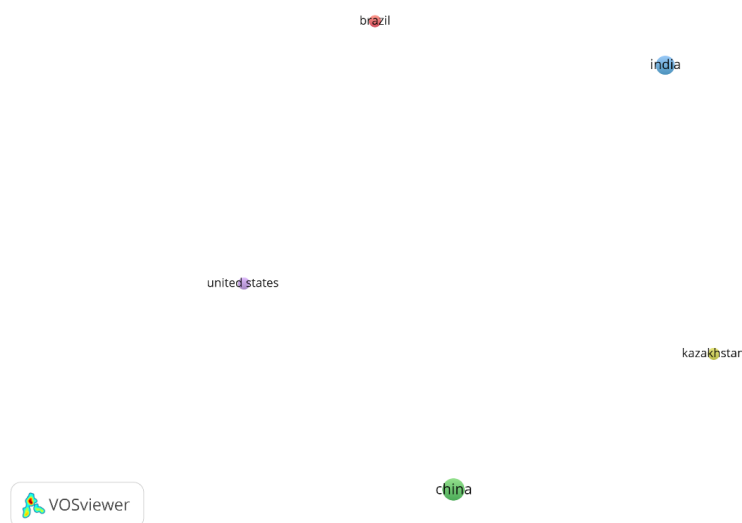 brazil
india
united states
kazakhstan
china
VOSviewer